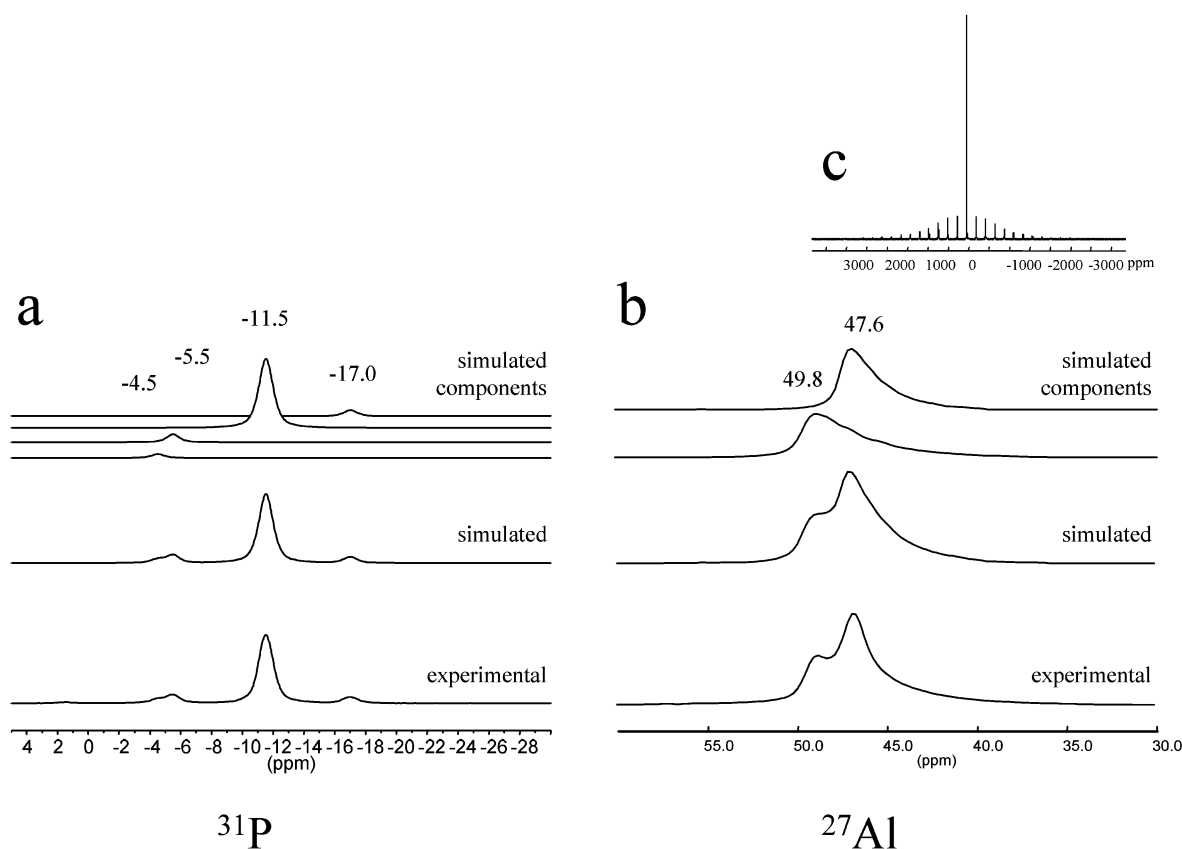 c
3000 2000 1000 0 -1000 -2000 -3000 ppm
a
-11.5
-5.5
-4.5
-17.0
simulated
components
simulated
experimental
4 2 0 -2 -4 -6 -8 -10 -12 -14 -16 -18 -20 -22 -24 -26 -28
(ppm)
31P
b
47.6
49.8
simulated
components
simulated
experimental
55.0 50.0 45.0 40.0 35.0 30.0
(ppm)
27Al